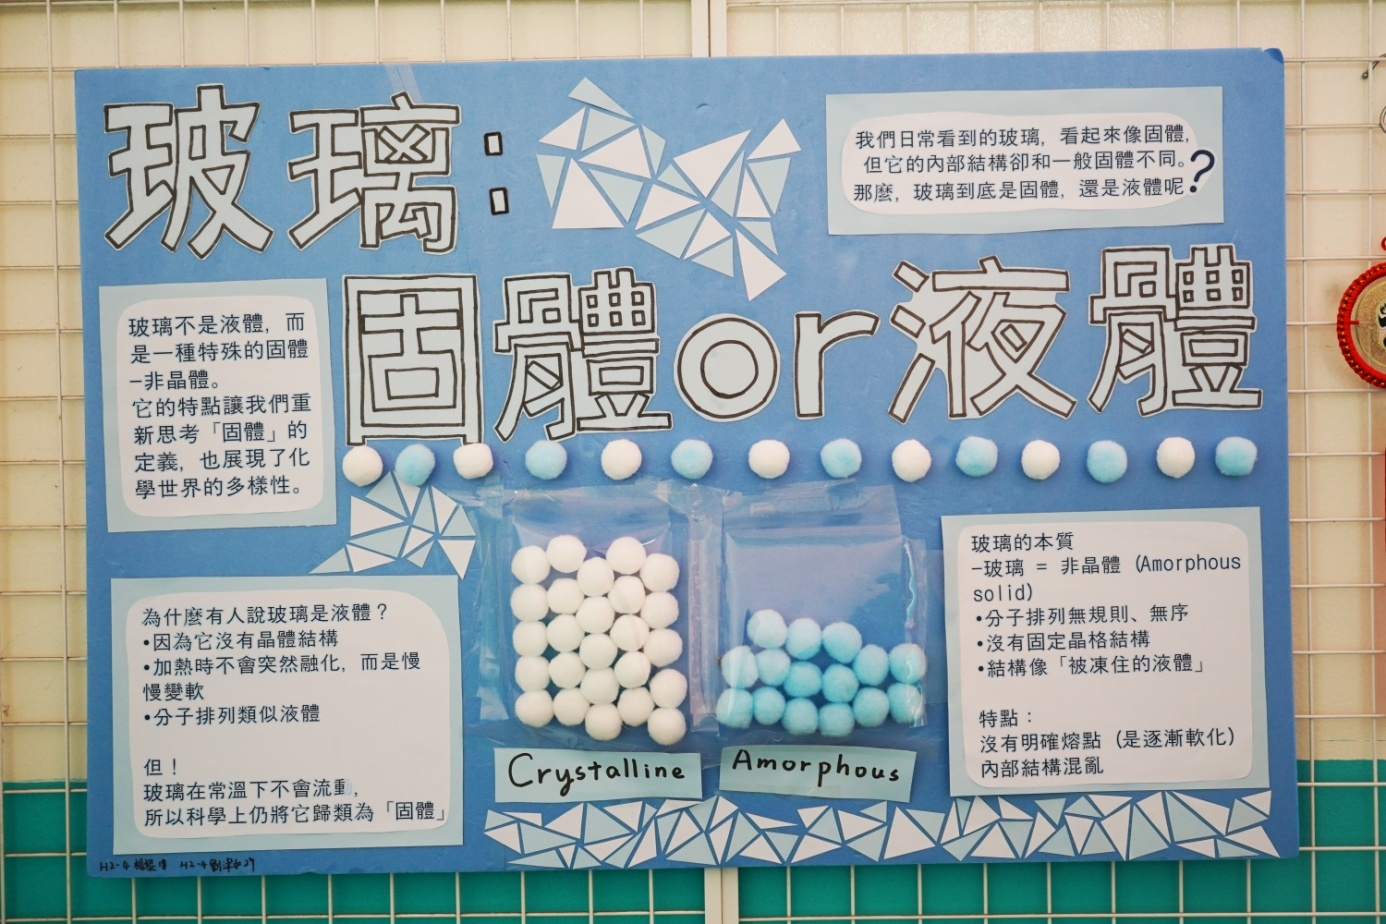 玻璃:
我們日常看到的玻璃，看起來像固體，
但它的內部結構卻和一般固體不同。
那麼，玻璃到底是固體，還是液體呢?
固體or液體
玻璃不是液體，而
是一種特殊的固體
-非晶體。
它的特點讓我們重
新思考「固體」的
定義，也展現了化
學世界的多樣性。
為什麼有人說玻璃是液體？
•因為它沒有晶體結構
•加熱時不會突然融化，而是慢
慢變軟
•分子排列類似液體
但！
玻璃在常溫下不會流動，
所以科學上仍將它歸類為「固體」
Crystalline
Amorphous
玻璃的本質
-玻璃 = 非晶體 (Amorphous
solid)
•分子排列無規則、無序
•沒有固定晶格結構
•結構像「被凍住的液體」
特點：
沒有明確熔點 (是逐漸軟化)
內部結構混亂
H2-4
H2-4